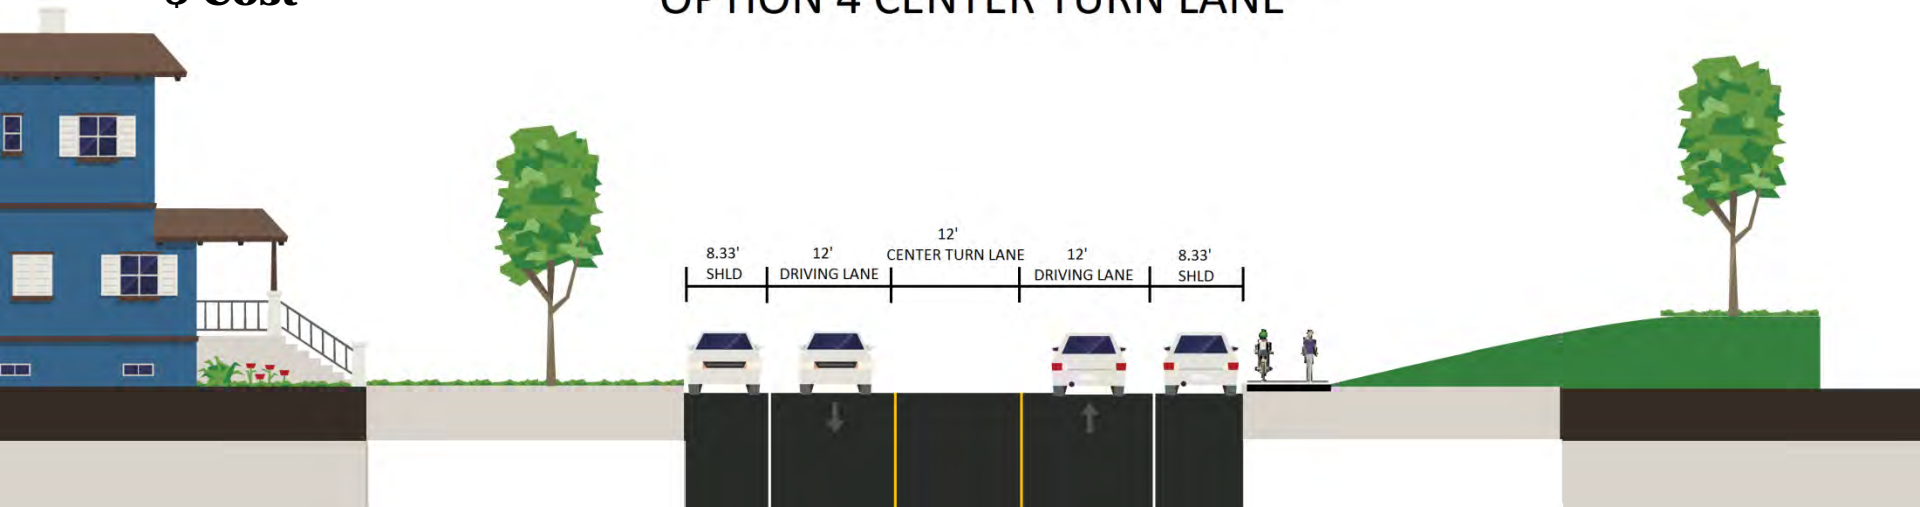 $ Cost
OPTION 4 CENTER TURN LANE
8.33'
SHLD
12'
DRIVING LANE
12'
CENTER TURN LANE
12'
DRIVING LANE
8.33'
SHLD